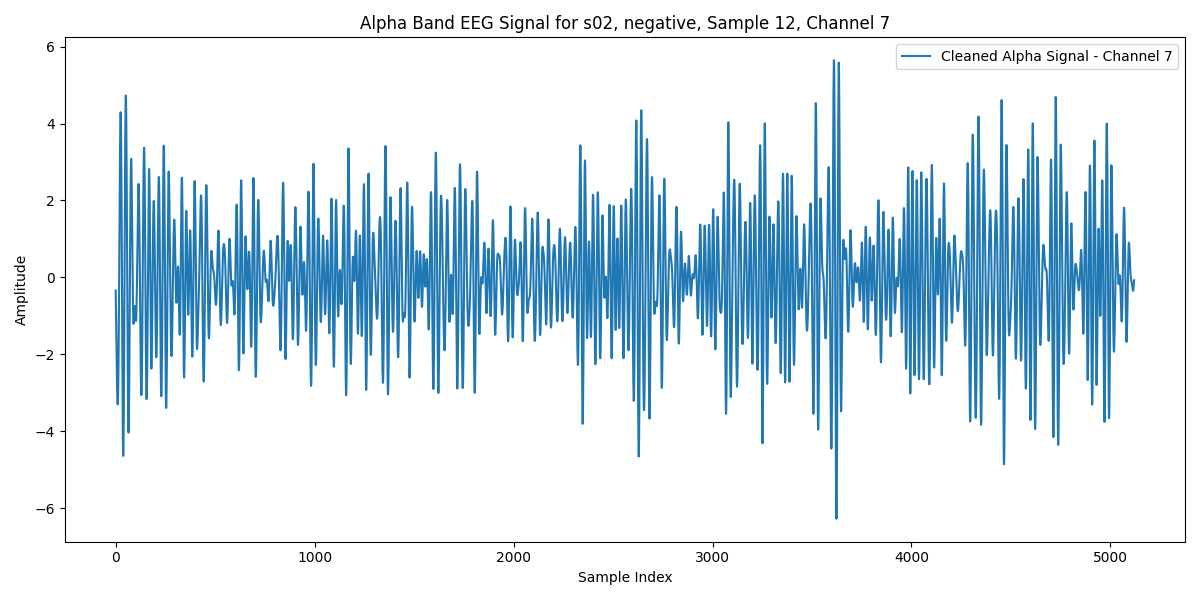 Alpha Band EEG Signal for s02, negative, Sample 12, Channel 7
Cleaned Alpha Signal - Channel 7
6
4
2
0
−2
−4
−6
Amplitude
0 1000 2000 3000 4000 5000
Sample Index